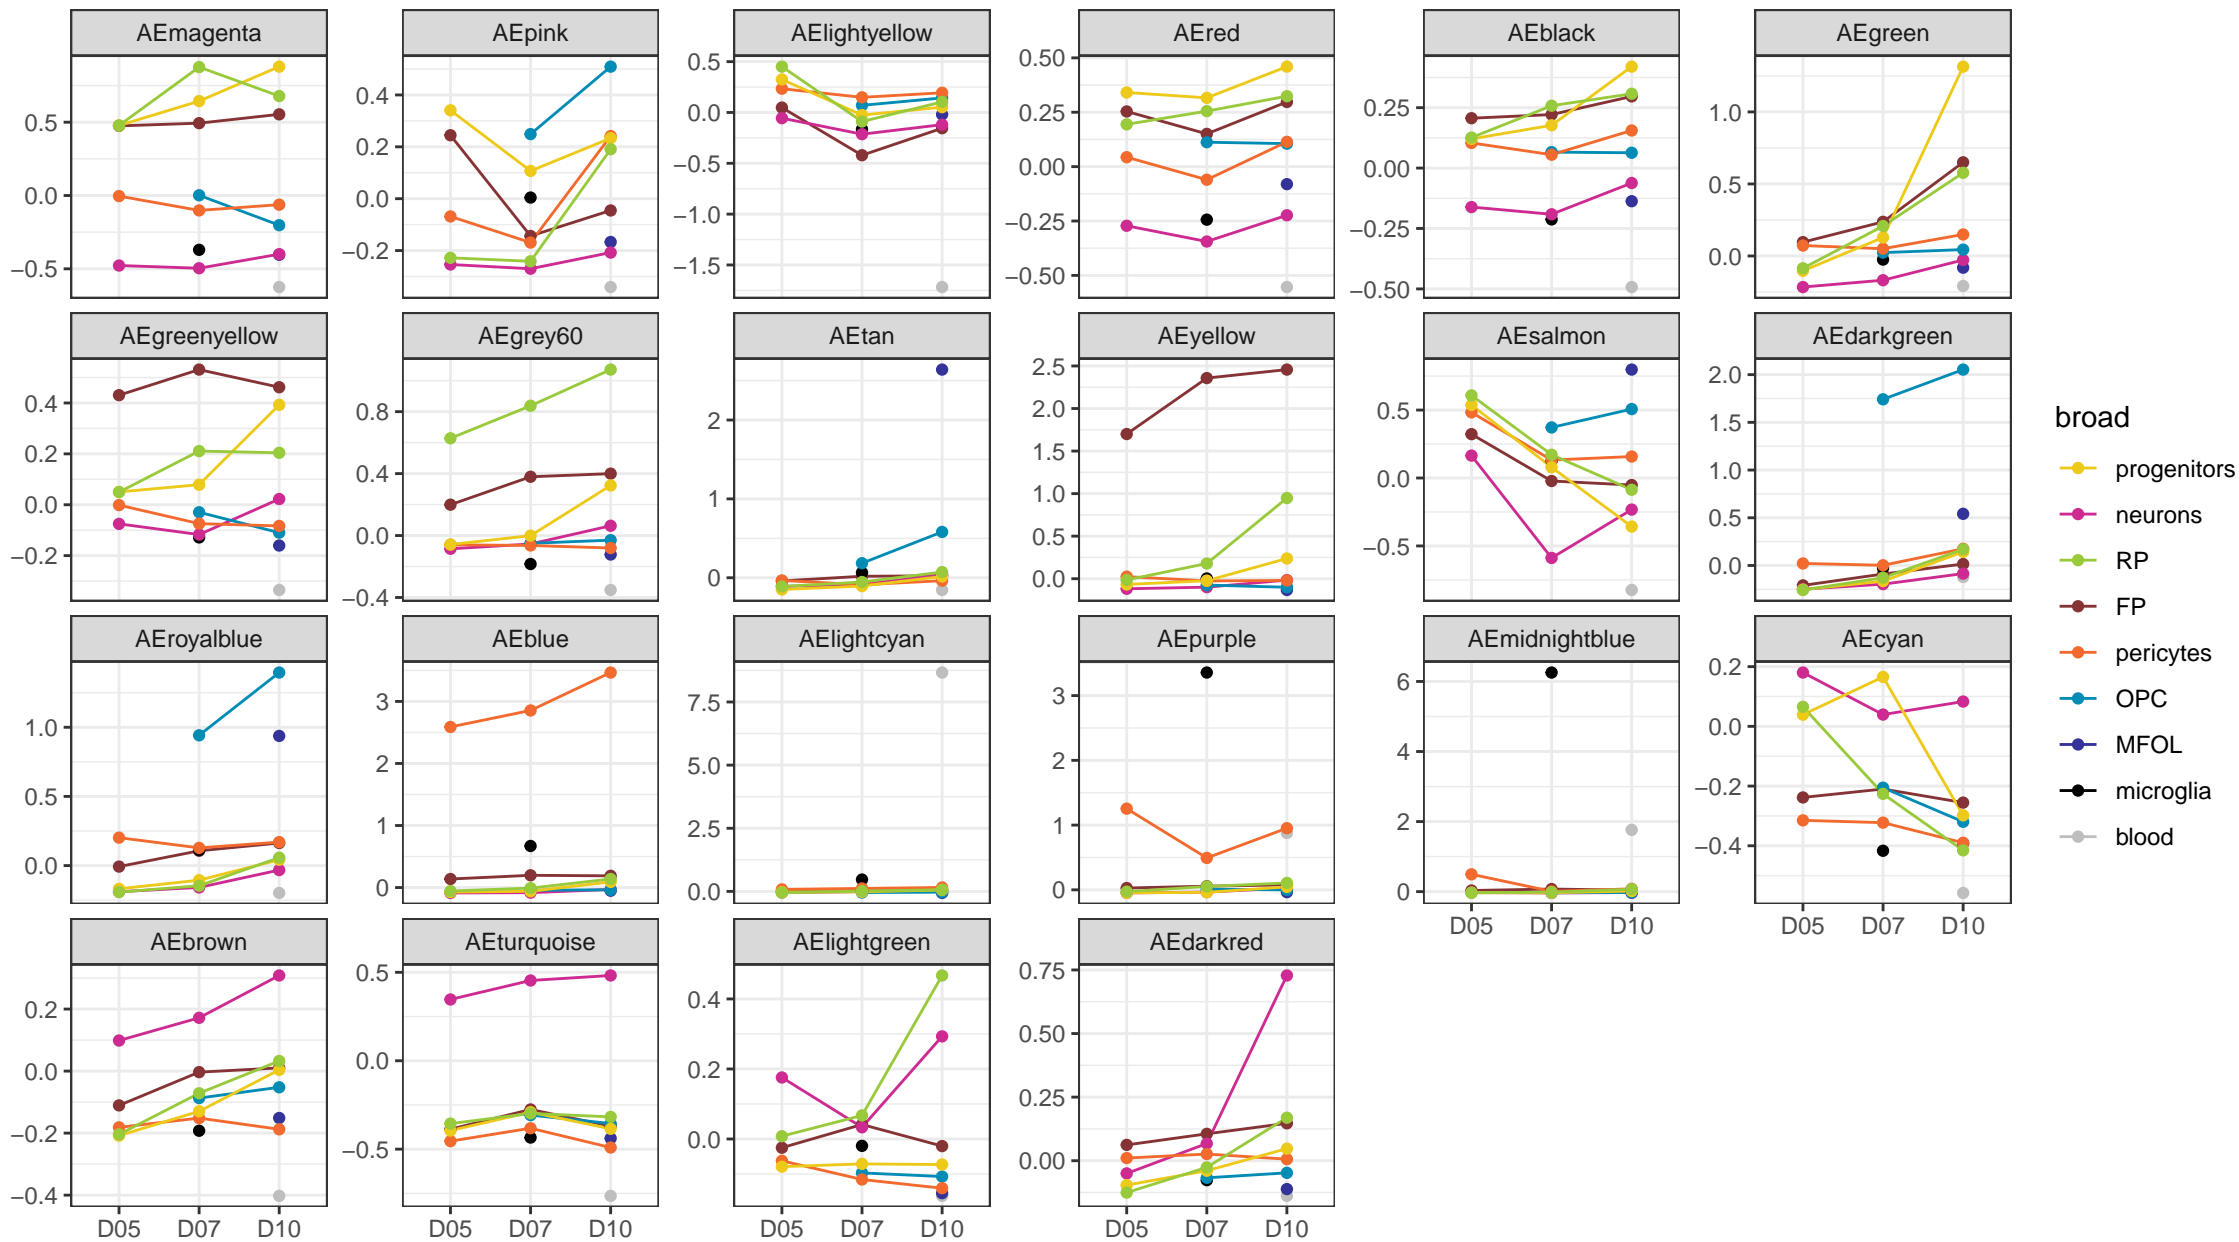 AEmagenta AEpink AElightyellow AEred AEblack AEgreen
0.5 0.0 −0.5
0.4 0.2 0.0 −0.2
0.5 0.0 −0.5 −1.0 −1.5
0.50 0.25 0.00 −0.25 −0.50
0.25 0.00 −0.25 −0.50
1.0 0.5 0.0
AEgreenyellow AEgrey60 AEtan AEyellow AEsalmon AEdarkgreen
0.4 0.2 0.0 −0.2
0.8 0.4 0.0 −0.4
2 1 0
2.5 2.0 1.5 1.0 0.5 0.0
0.5 0.0 −0.5
2.0 1.5 1.0 0.5 0.0
AEroyalblue AEblue AElightcyan AEpurple AEmidnightblue AEcyan
1.0 0.5 0.0
3 2 1 0
7.5 5.0 2.5 0.0
3 2 1 0
6 4 2 0
0.2 0.0 −0.2 −0.4
D05 D07 D10 D05 D07 D10
AEbrown AEturquoise AElightgreen AEdarkred
0.2 0.0 −0.2 −0.4
0.5 0.0 −0.5
0.4 0.2 0.0
0.75 0.50 0.25 0.00
D05 D07 D10 D05 D07 D10 D05 D07 D10 D05 D07 D10
broad
progenitors
neurons
RP
FP
pericytes
OPC
MFOL
microglia
blood